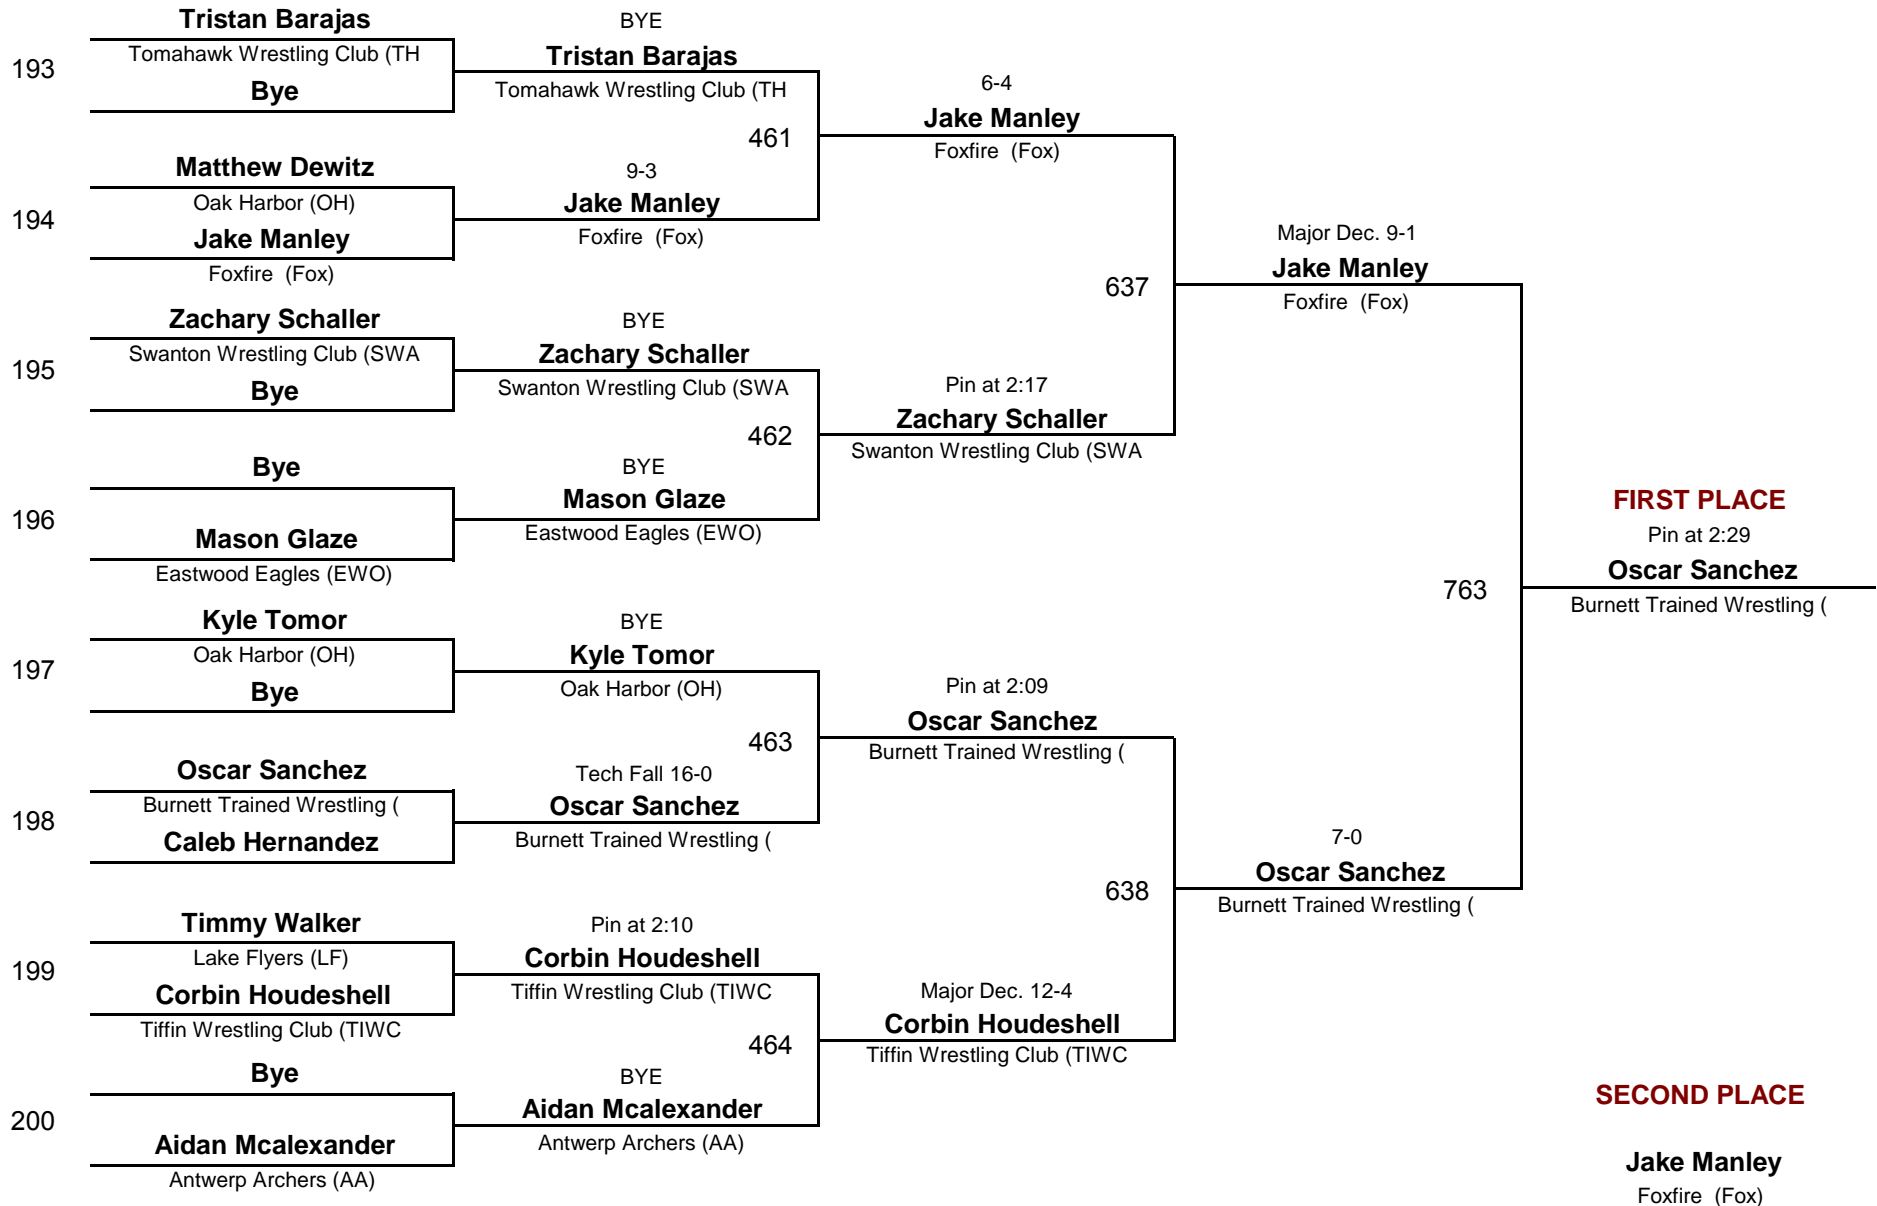 Tristan Barajas
193
Tomahawk Wrestling Club (TH
Bye
Matthew Dewitz
194
Oak Harbor (OH)
Jake Manley
Foxfire (Fox)
Zachary Schaller
195
Swanton Wrestling Club (SWA
Bye
Bye
196
Mason Glaze
Eastwood Eagles (EWO)
Kyle Tomor
197
Oak Harbor (OH)
Bye
Oscar Sanchez
198
Burnett Trained Wrestling (
Caleb Hernandez
Timmy Walker
199
Lake Flyers (LF)
Corbin Houdeshell
Tiffin Wrestling Club (TIWC
Bye
200
Aidan Mcalexander
Antwerp Archers (AA)
BYE
Tristan Barajas
Tomahawk Wrestling Club (TH
461
9-3
Jake Manley
Foxfire (Fox)
BYE
Zachary Schaller
Swanton Wrestling Club (SWA
462
BYE
Mason Glaze
Eastwood Eagles (EWO)
BYE
Kyle Tomor
Oak Harbor (OH)
463
Tech Fall 16-0
Oscar Sanchez
Burnett Trained Wrestling (
Pin at 2:10
Corbin Houdeshell
Tiffin Wrestling Club (TIWC
464
BYE
Aidan Mcalexander
Antwerp Archers (AA)
6-4
Jake Manley
Foxfire (Fox)
637
Pin at 2:17
Zachary Schaller
Swanton Wrestling Club (SWA
Pin at 2:09
Oscar Sanchez
Burnett Trained Wrestling (
638
Major Dec. 12-4
Corbin Houdeshell
Tiffin Wrestling Club (TIWC
Major Dec. 9-1
Jake Manley
Foxfire (Fox)
763
7-0
Oscar Sanchez
Burnett Trained Wrestling (
FIRST PLACE
Pin at 2:29
Oscar Sanchez
Burnett Trained Wrestling (
SECOND PLACE
Jake Manley
Foxfire (Fox)